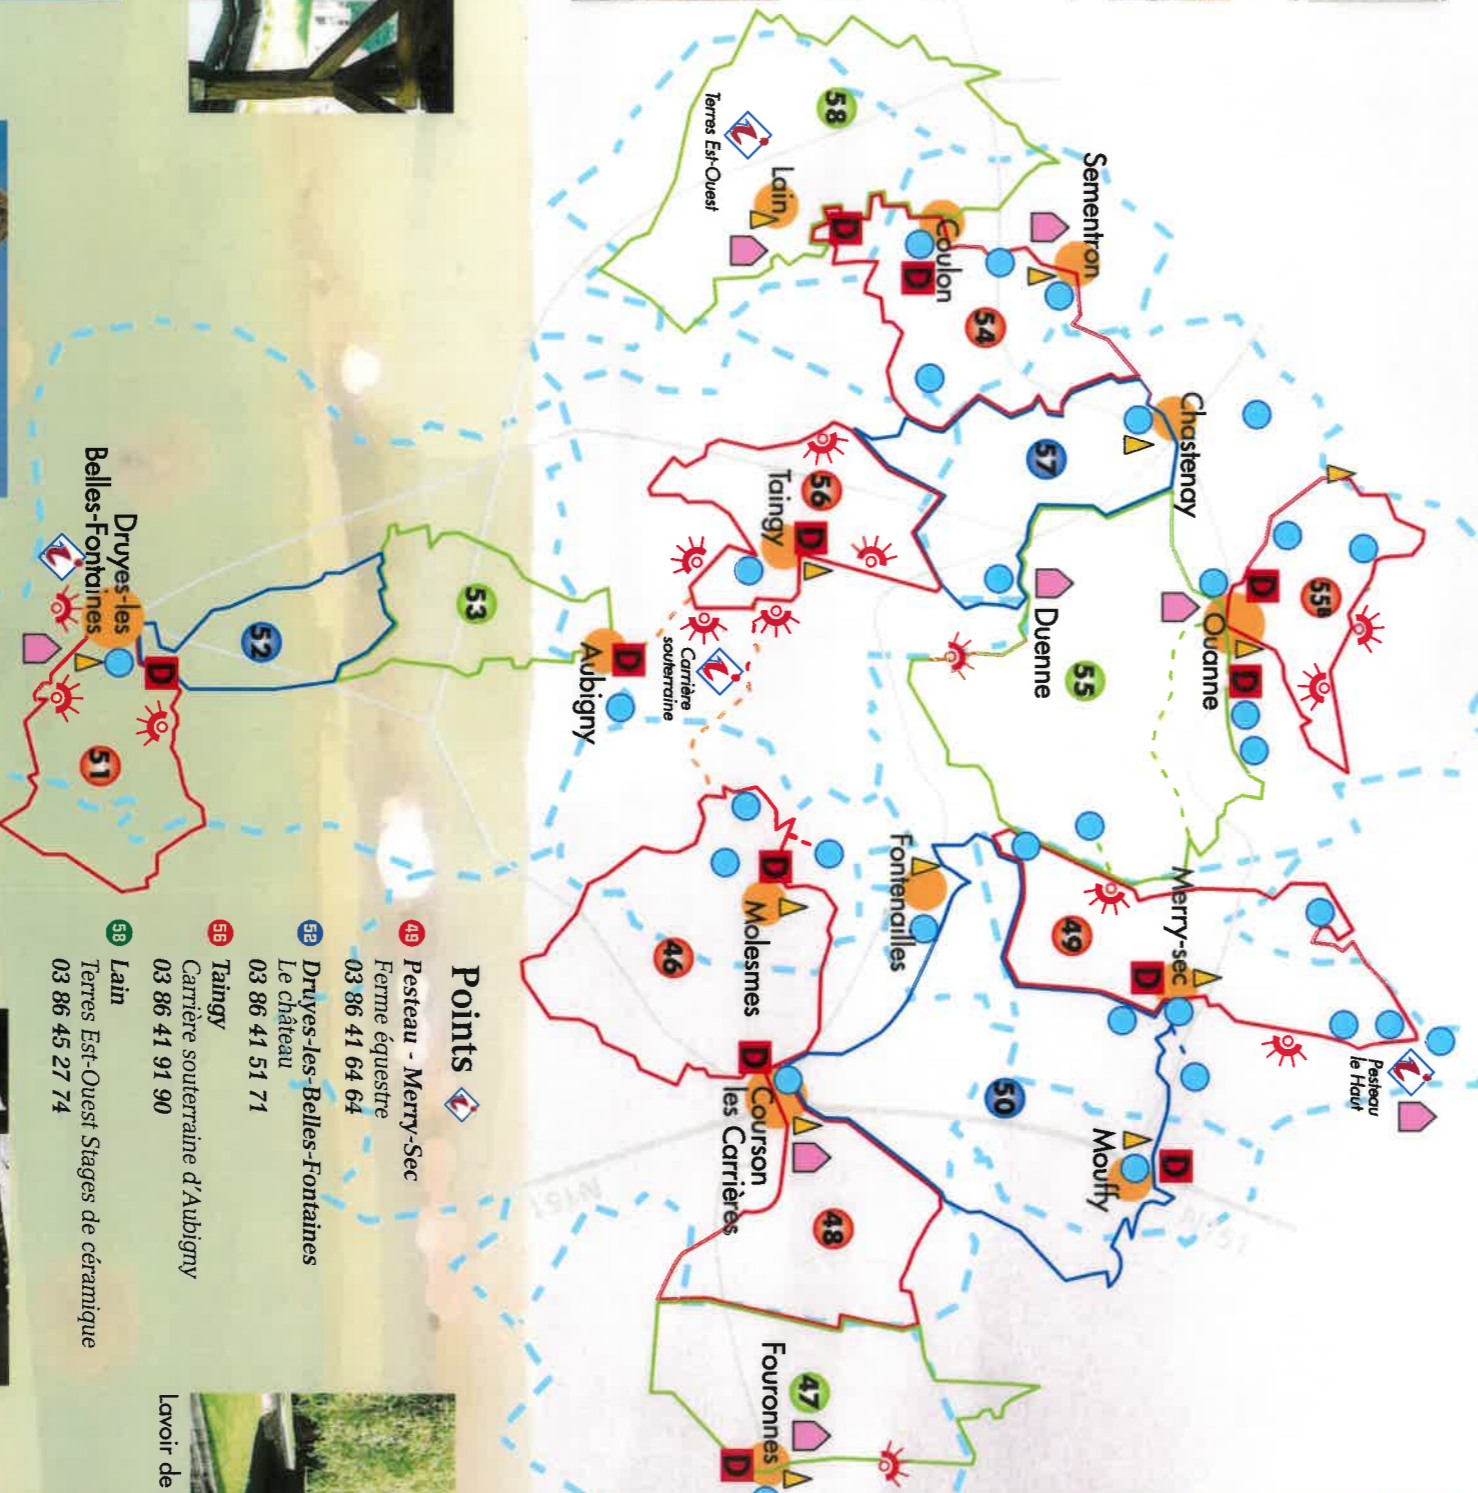 58
Terres Est-Ouest
Lain
Coulon
D
D
Sementron
54
Chastenay
57
56
Taingy
D
Duenne
55
Ouanne
D
D
55B
Carrière
souterraine
Aubigny
D
53
52
Druyes-les
Belles-Fontaines
D
51
Fontenailles
Merry-sec
49
D
Molesmes
D
46
Pesteau
le Haut
50
Mouffy
D
D
Courson
les Carrières
48
N151
47
Fouronnes
D
Points i
49 Pesteau - Merry-Sec
Ferme équestre
03 86 41 64 64
52 Druyes-les-Belles-Fontaines
Le château
03 86 41 51 71
56 Taingy
Carrière souterraine d'Aubigny
03 86 41 91 90
58 Lain
Terres Est-Ouest Stages de céramique
03 86 45 27 74
Lavoir de